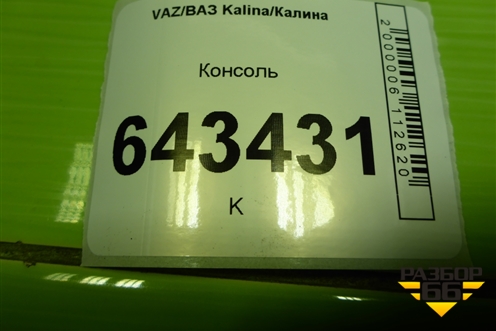 VAZ/ВАЗ Kalina/Калина
Консоль
643431
К
2000006112620
РАЗБОР
66